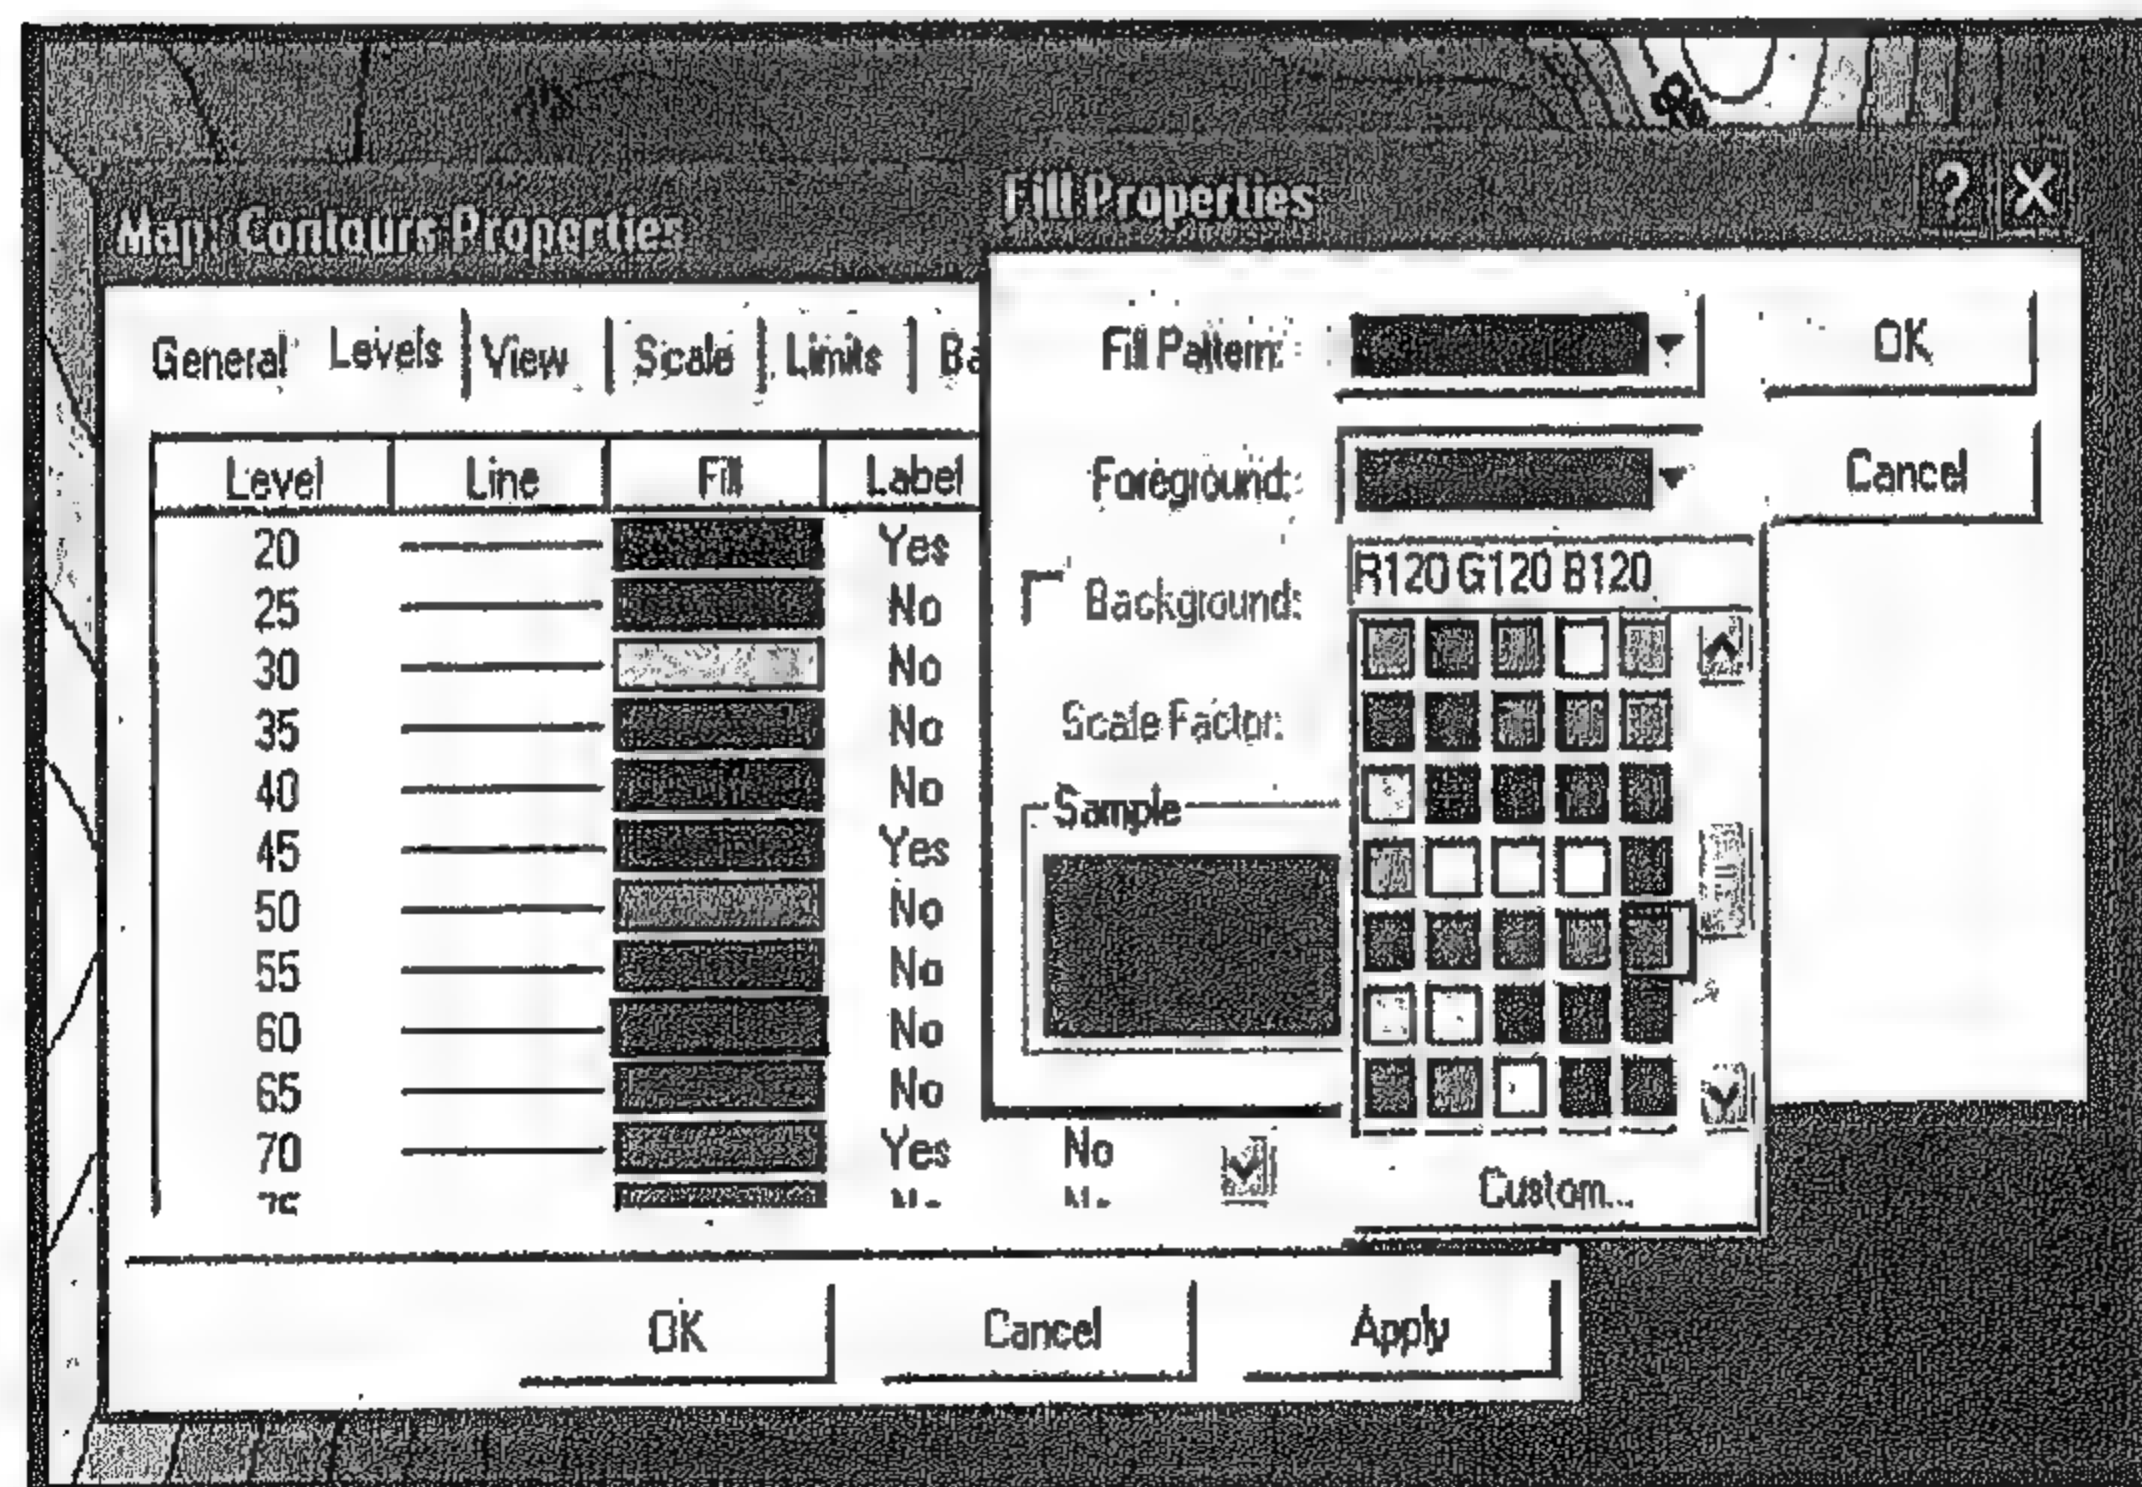 Map: Contours Properties
General Levels View Scale Limits Ba
Level Line Fill Label
20 Yes
25 No
30 No
35 No
40 No
45 Yes
50 No
55 No
60 No
65 No
70 Yes No
OK Cancel Apply
Fill Properties
Fill Pattern: OK
Foreground: Cancel
R120 G120 B120
Background:
Scale Factor:
Sample
Custom...